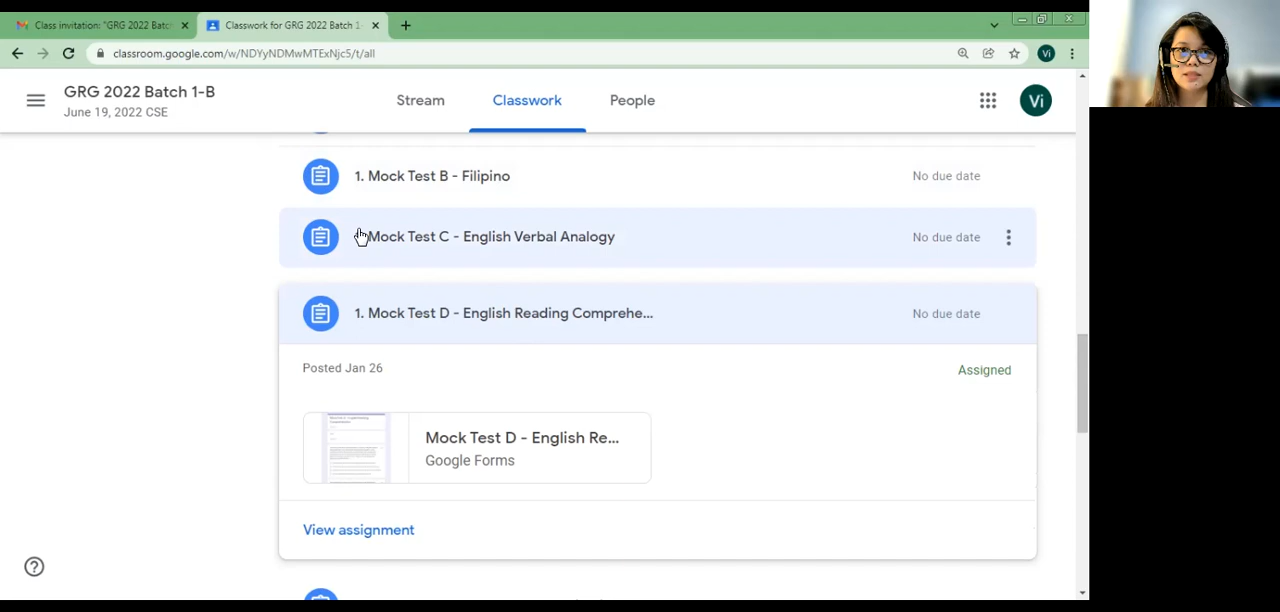 Class invitation: "GRG 2022 Batc
Classwork for GRG 2022 Batch 1-
classroom.google.com/w/NDYyNDMwMTExNjc5/t/all
Vi
GRG 2022 Batch 1-B
June 19, 2022 CSE
Stream
Classwork
People
Vi
1. Mock Test B - Filipino
No due date
Mock Test C - English Verbal Analogy
No due date
1. Mock Test D - English Reading Comprehe...
No due date
Posted Jan 26
Assigned
Mock Test D - English Re...
Google Forms
View assignment